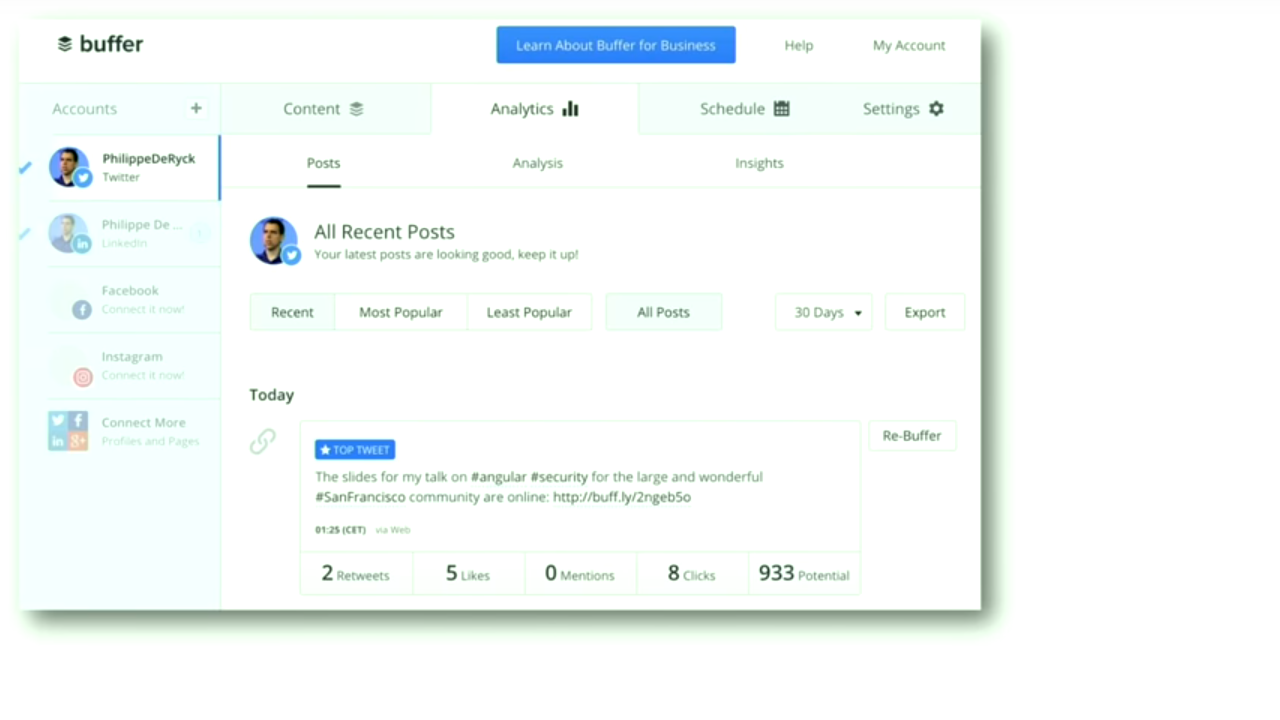 buffer
Learn About Buffer for Business
Help
My Account
Accounts +
Content
Analytics
Schedule
Settings
PhilippeDeRyck
Twitter
Philippe De ...
LinkedIn
Facebook
Connect it now!
Instagram
Connect it now!
Connect More
Profiles and Pages
Posts
Analysis
Insights
All Recent Posts
Your latest posts are looking good, keep it up!
Recent
Most Popular
Least Popular
All Posts
30 Days
Export
Today
TOP TWEET
Re-Buffer
The slides for my talk on #angular #security for the large and wonderful
#SanFrancisco community are online: http://buff.ly/2ngeb5o
01:25 (CET) via Web
2 Retweets
5 Likes
0 Mentions
8 Clicks
933 Potential